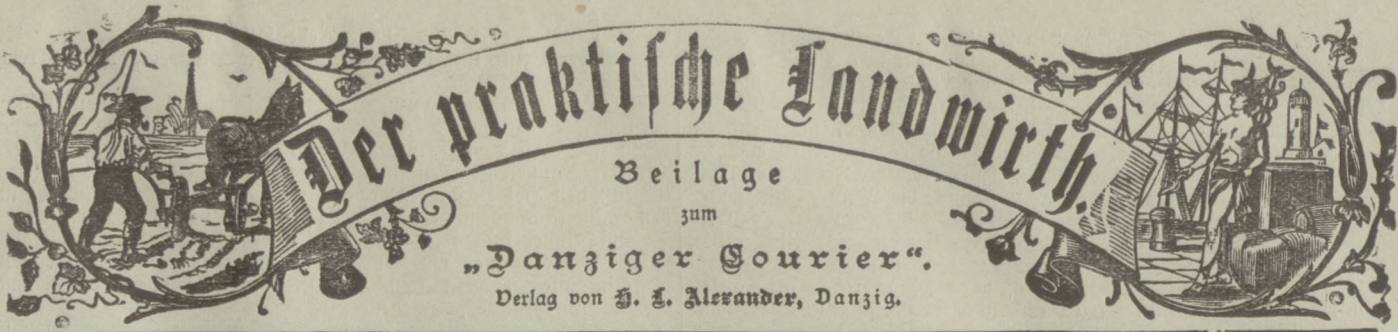 Der praktische Landwirth.
Beilage
zum
„Danziger Courier“.
Verlag von H. L. Alexander, Danzig.